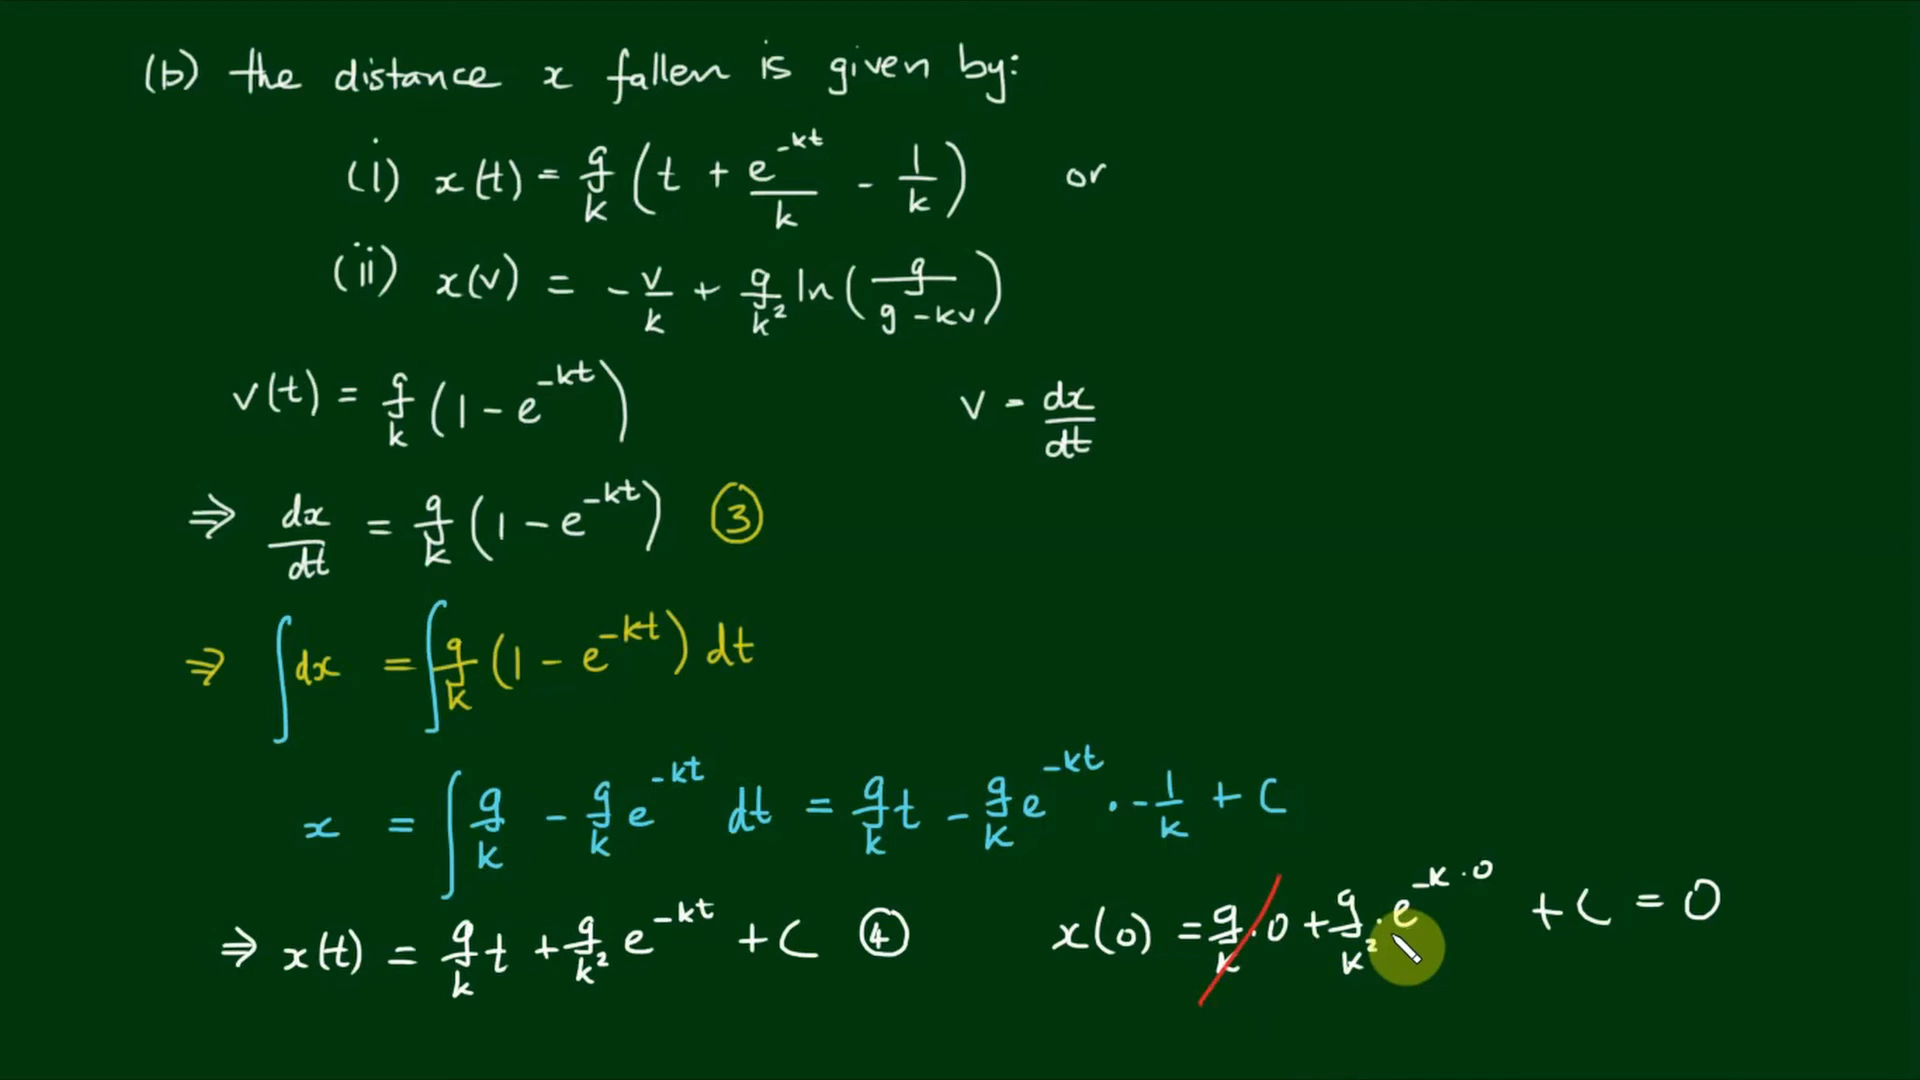 (b) the distance x fallen is given by:
(i) x(t) = g/k (t + e^(-kt)/k - 1/k) or
(ii) x(v) = -v/k + g/k² ln(g/(g-kv))
v(t) = g/k (1 - e^(-kt)) v = dx/dt
⇒ dx/dt = g/k (1 - e^(-kt)) ③
⇒ ∫dx = ∫g/k (1 - e^(-kt)) dt
x = ∫ g/k - g/k e^(-kt) dt = g/k t - g/k e^(-kt) · -1/k + C
⇒ x(t) = g/k t + g/k² e^(-kt) + C ④ x(0) = g/k · 0 + g/k² · e^(-k·0) + C = 0